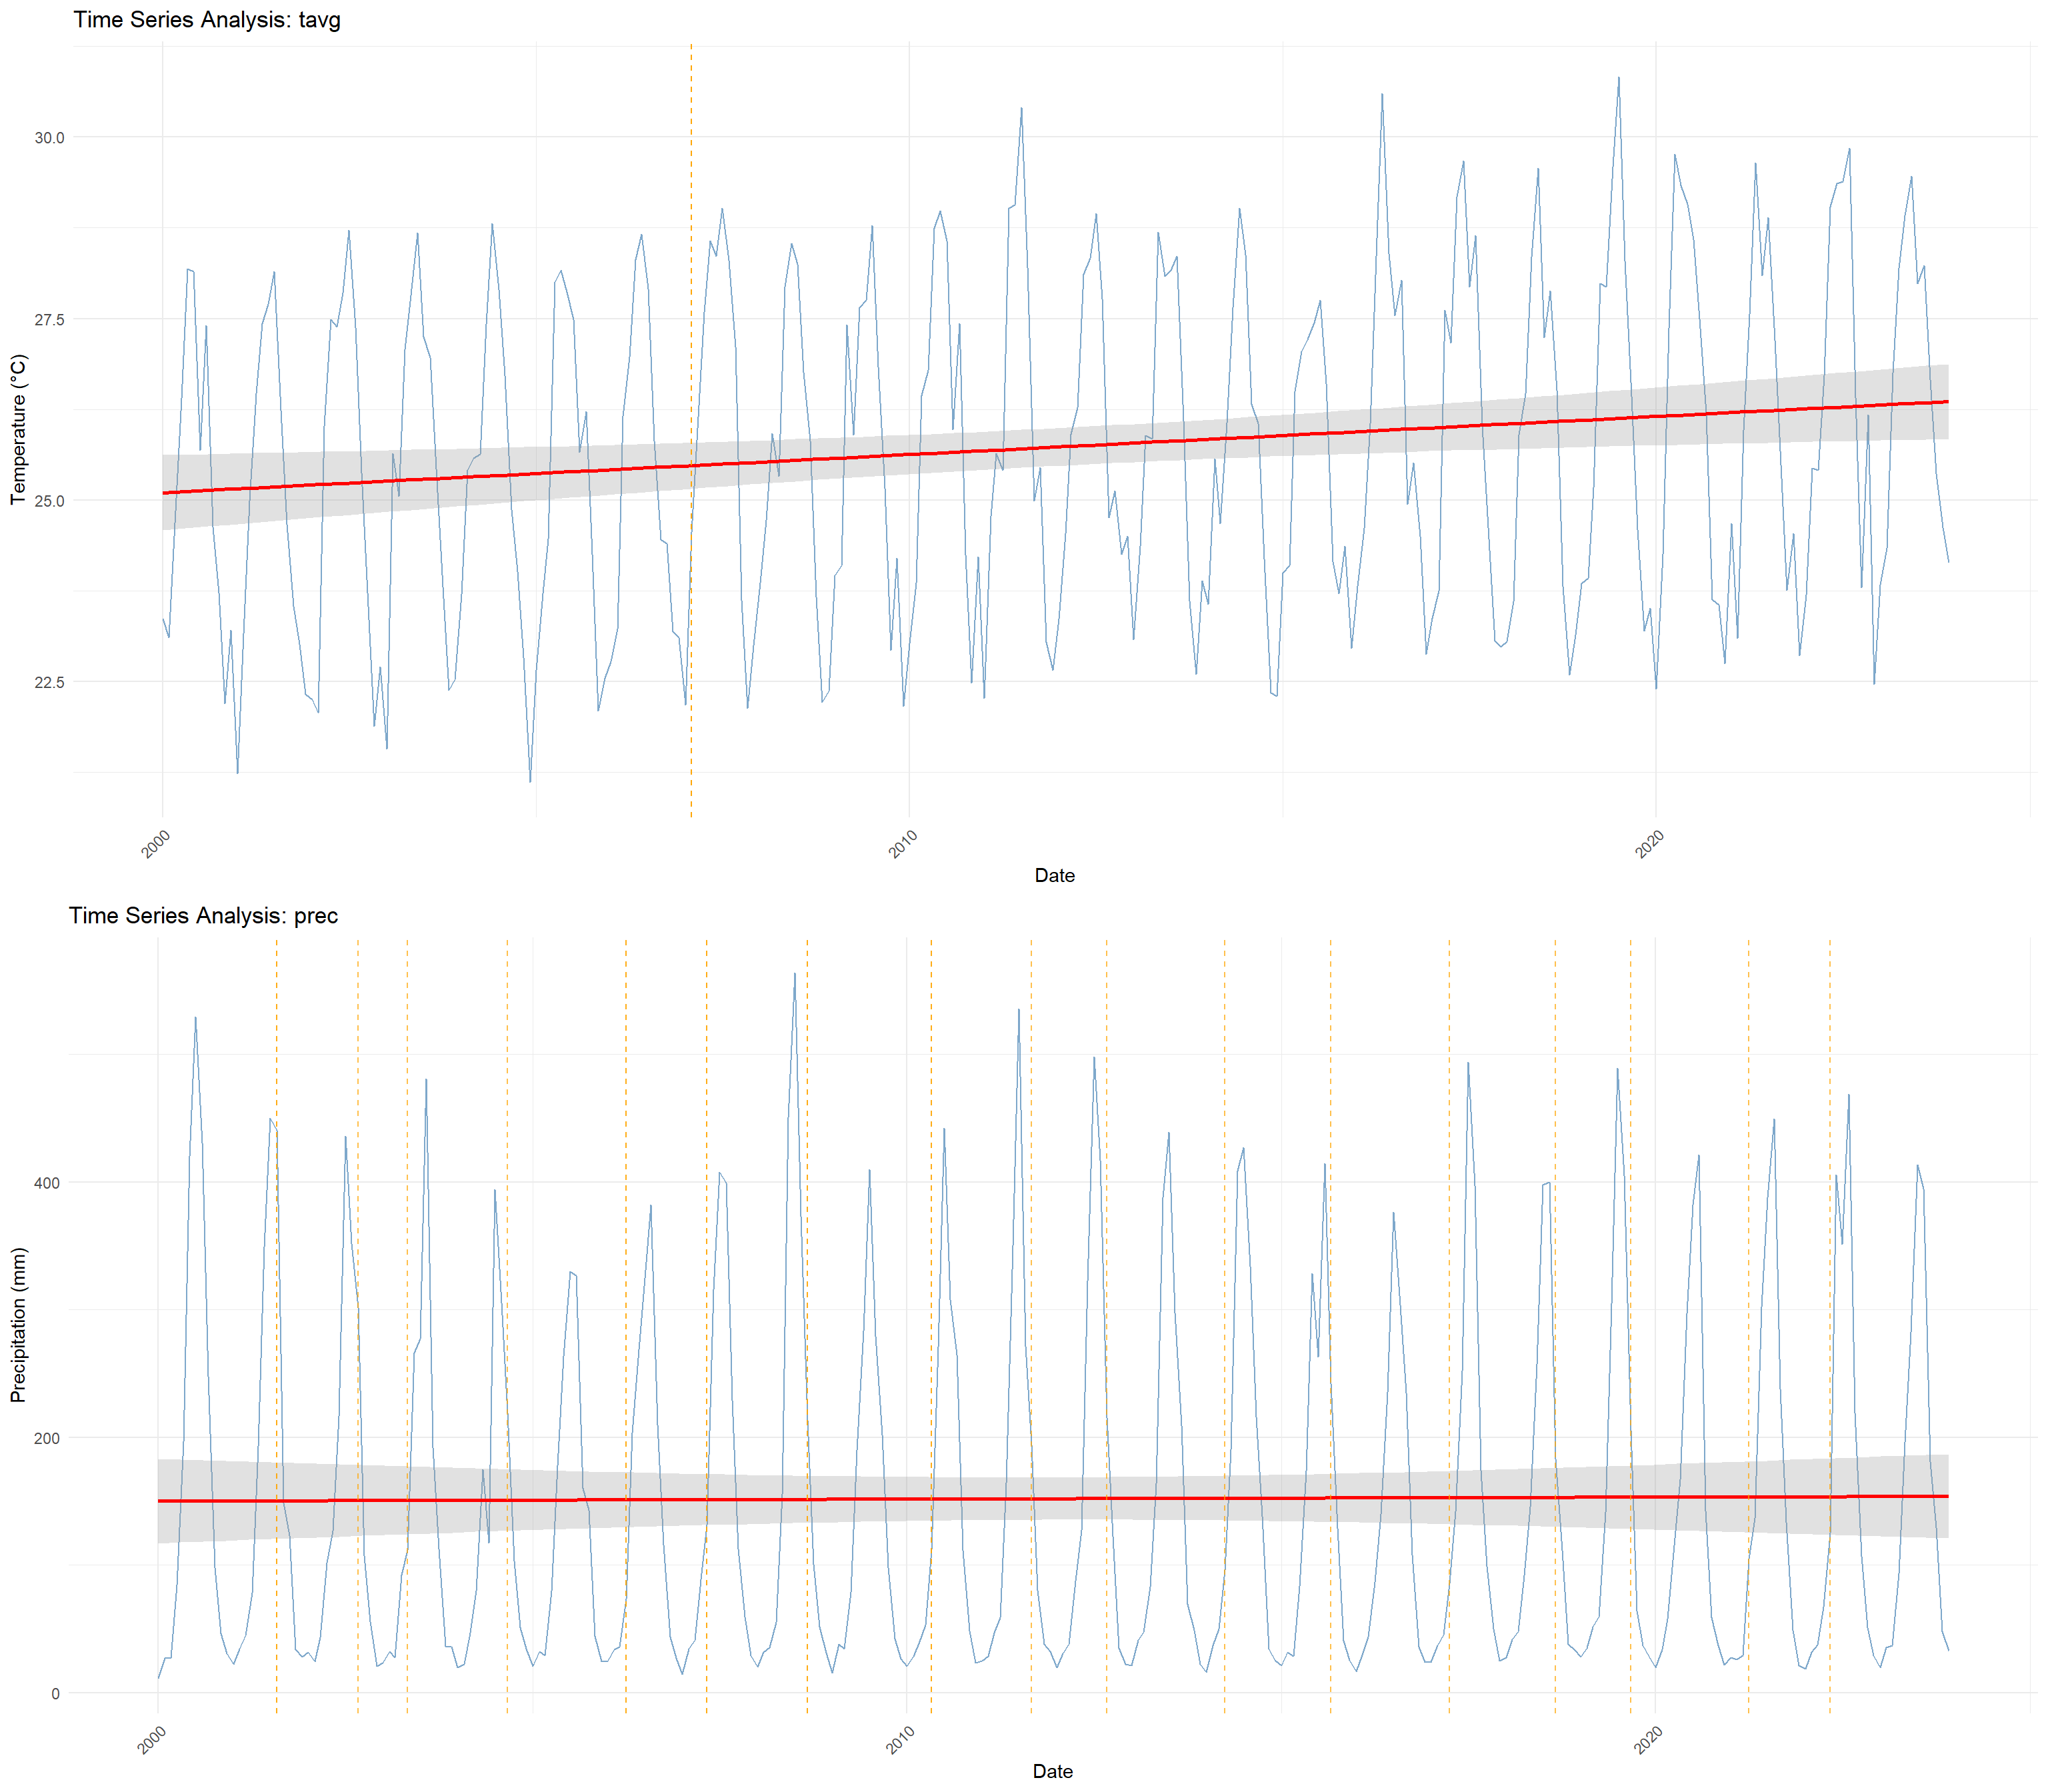 Time Series Analysis: tavg
Temperature (°C)
30.0
27.5
25.0
22.5
2000
2010
2020
Date
Time Series Analysis: prec
Precipitation (mm)
400
200
0
2000
2010
2020
Date